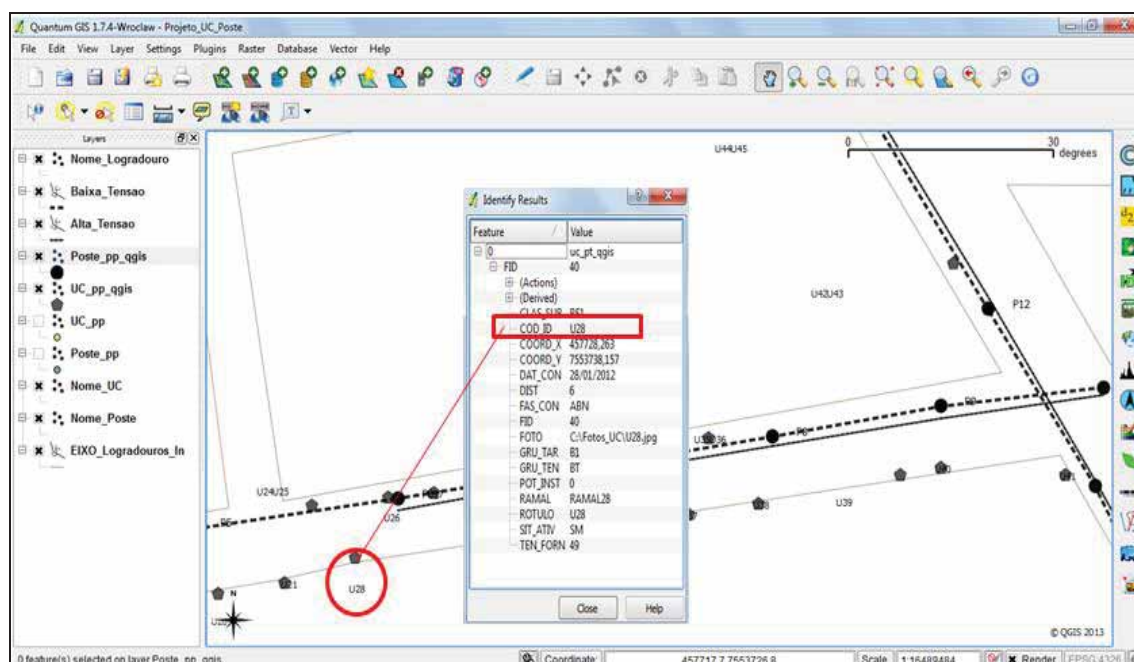 Quantum GIS 1.7.4-Wroclaw - Projeto_UC_Poste
File Edit View Layer Settings Plugins Raster Database Vector Help
Layers
Nome_Logradouro
Baixa_Tensao
Alta_Tensao
Poste_pp_qgis
UC_pp_qgis
UC_pp
Poste_pp
Nome_UC
Nome_Poste
EIXO_Logradouros_In
U44U45
0 30
degrees
U42U43
P12
U24U25
U26
U28
U39
Identify Results
Feature Value
0 uc_pt_qgis
FID 40
(Actions)
(Derived)
CLAS_SUB RE1
COD_ID U28
COORD_X 457728,263
COORD_Y 7553738,157
DAT_CON 28/01/2012
DIST 6
FAS_CON ABN
FID 40
FOTO C:\Fotos_UC\U28.jpg
GRU_TAR B1
GRU_TEN BT
POT_INST 0
RAMAL RAMAL28
ROTULO U28
SIT_ATIV SM
TEN_FORN 49
Close Help
N
© QGIS 2013
0 feature(s) selected on layer Poste_pp_qgis
Coordinate: 457717.7,7553726.8 Scale 1:16489484 Render EPSG:4326